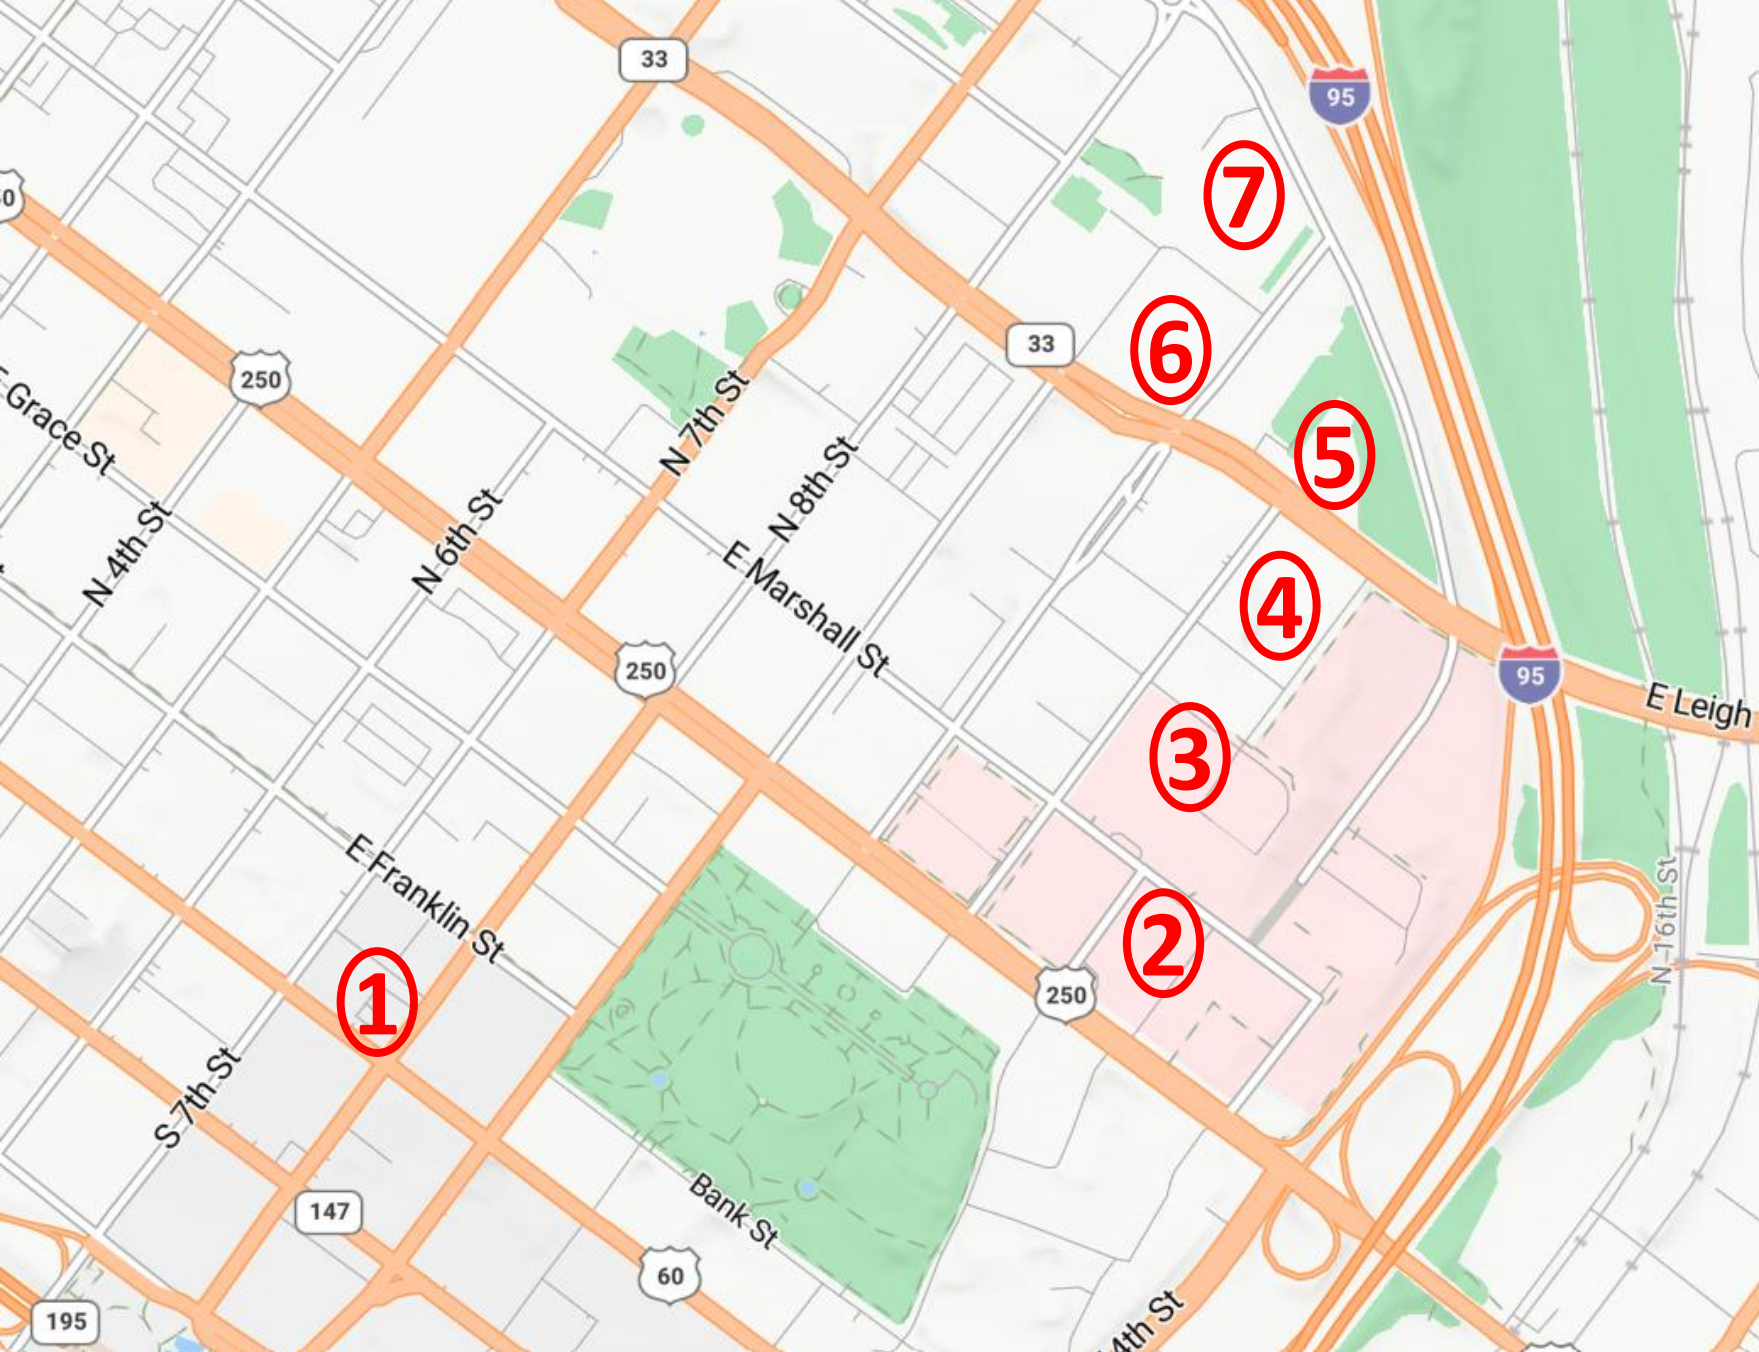 33
95
7
0
250
33
6
E Grace St
N 7th St
5
N 8th St
N 4th St
N 6th St
E Marshall St
4
250
95
E Leigh
3
E Franklin St
2
N 16th St
1
250
S 7th St
147
Bank St
60
195
4th St